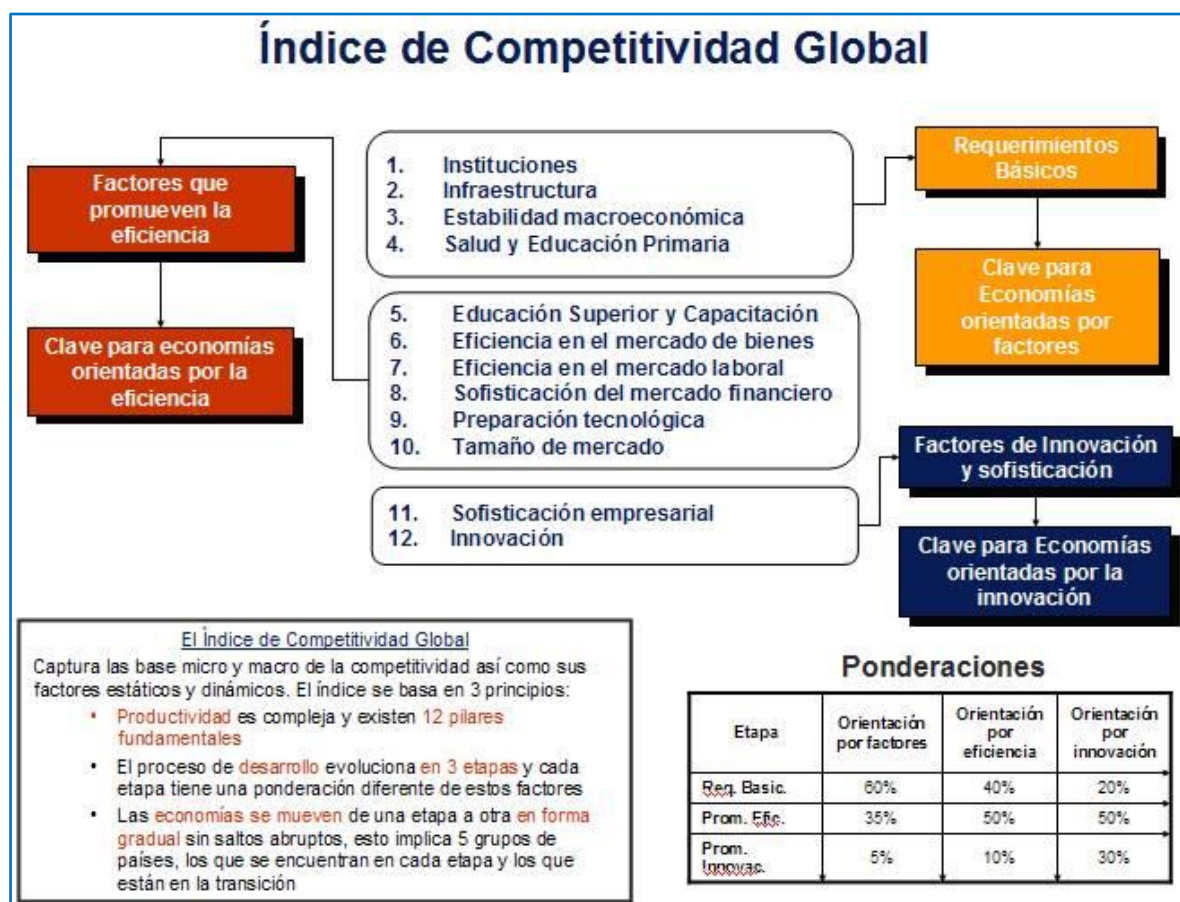 Índice de Competitividad Global
Factores que
promueven la
eficiencia
Clave para economías
orientadas por la
eficiencia
1. Instituciones
2. Infraestructura
3. Estabilidad macroeconómica
4. Salud y Educación Primaria
5. Educación Superior y Capacitación
6. Eficiencia en el mercado de bienes
7. Eficiencia en el mercado laboral
8. Sofisticación del mercado financiero
9. Preparación tecnológica
10. Tamaño de mercado
11. Sofisticación empresarial
12. Innovación
Requerimientos
Básicos
Clave para
Economías
orientadas por
factores
Factores de Innovación
y sofisticación
Clave para Economías
orientadas por la
innovación
El Índice de Competitividad Global
Captura las base micro y macro de la competitividad así como sus
factores estáticos y dinámicos. El índice se basa en 3 principios:
• Productividad es compleja y existen 12 pilares
fundamentales
• El proceso de desarrollo evoluciona en 3 etapas y cada
etapa tiene una ponderación diferente de estos factores
• Las economías se mueven de una etapa a otra en forma
gradual sin saltos abruptos, esto implica 5 grupos de
países, los que se encuentran en cada etapa y los que
están en la transición
Ponderaciones
Etapa Orientación por factores Orientación por eficiencia Orientación por innovación
Req. Basic. 60% 40% 20%
Prom. Efic. 35% 50% 50%
Prom. Innovac. 5% 10% 30%